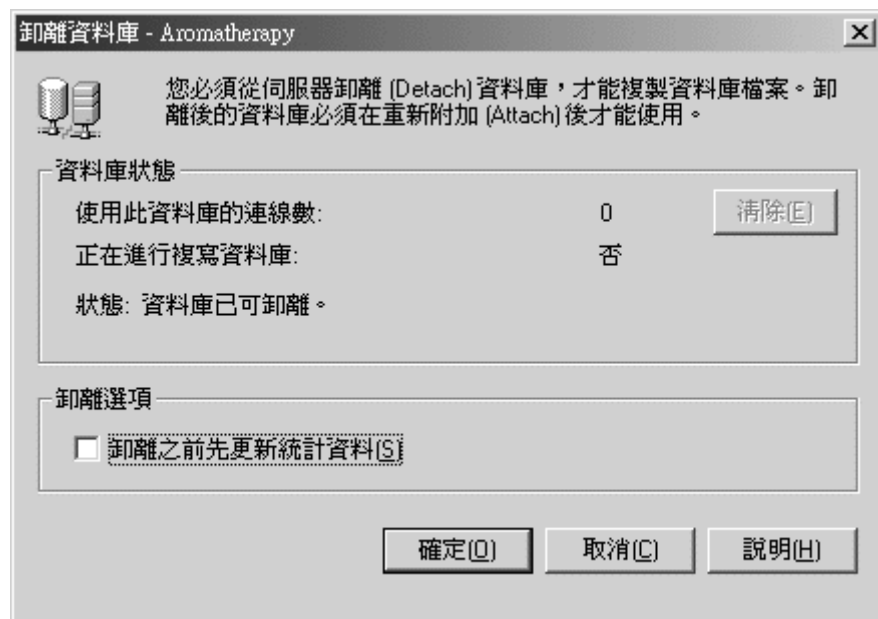 卸離資料庫 - Aromatherapy
您必須從伺服器卸離 (Detach) 資料庫，才能複製資料庫檔案。卸
離後的資料庫必須在重新附加 (Attach) 後才能使用。
資料庫狀態
使用此資料庫的連線數: 0 清除(E)
正在進行複寫資料庫: 否
狀態: 資料庫已可卸離。
卸離選項
卸離之前先更新統計資料(S)
確定(O) 取消(C) 說明(H)